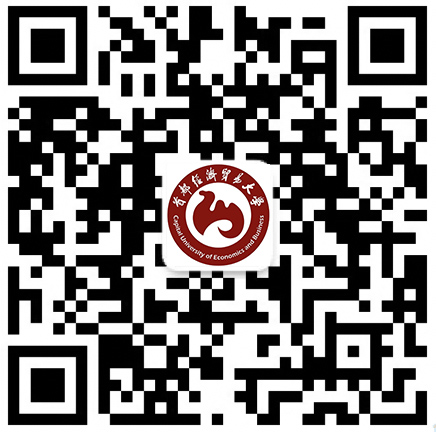 首都经济贸易大学
Capital University of Economics and Business